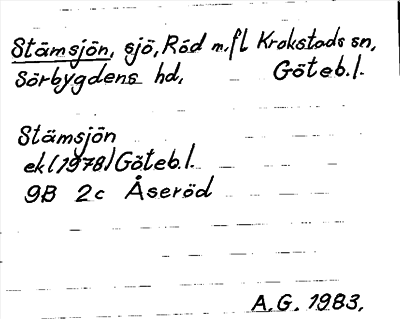 Stämsjön, sjö, Röd m.fl Krokstads sn,
Sörbygdens hd, Göteb.l.
Stämsjön
ek(1978)Göteb.l.
9B 2c Åseröd
A.G. 1983.